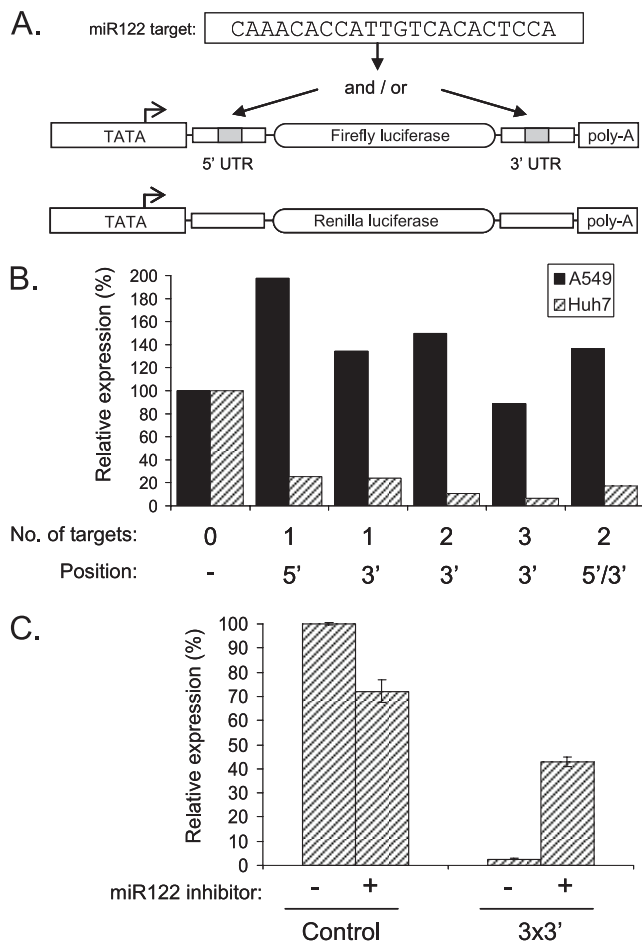 A.
miR122 target: CAAACACCATTGTCACACTCCA
and / or
TATA Firefly luciferase poly-A
5' UTR 3' UTR
TATA Renilla luciferase poly-A
B.
Relative expression (%)
200
180
160
140
120
100
80
60
40
20
0
A549
Huh7
No. of targets: 0 1 1 2 3 2
Position: - 5' 3' 3' 3' 5'/3'
C.
Relative expression (%)
100
90
80
70
60
50
40
30
20
10
0
miR122 inhibitor: - + - +
Control 3x3'